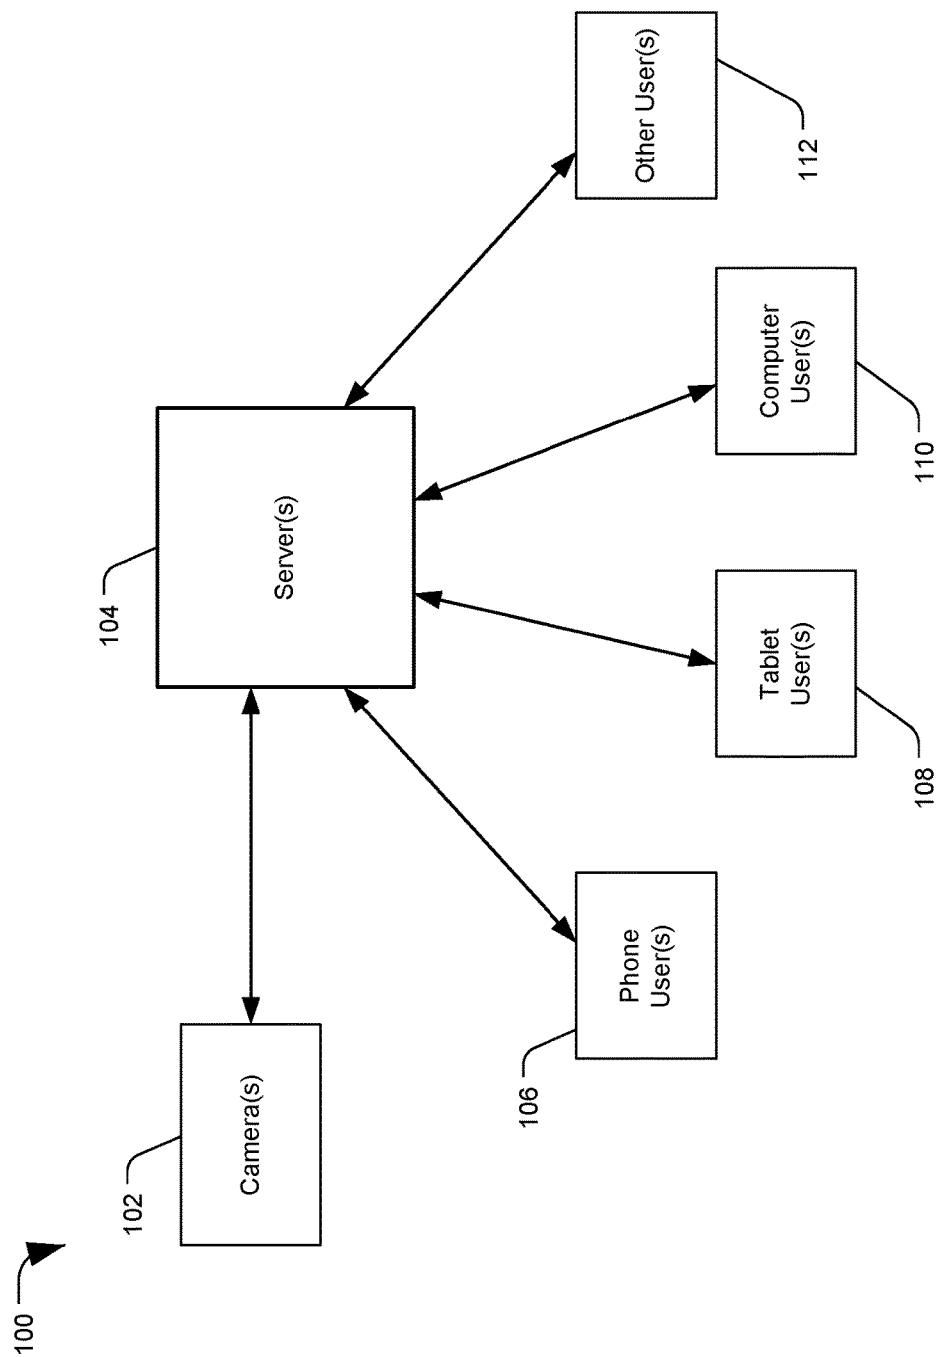 100
102
Camera(s)
104
Server(s)
106
Phone
User(s)
108
Tablet
User(s)
110
Computer
User(s)
112
Other User(s)